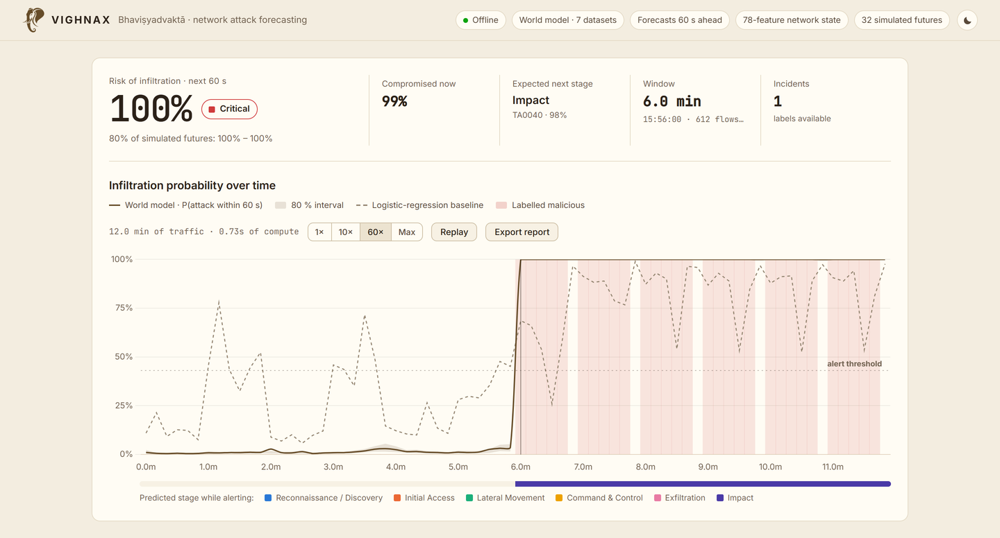 VIGHNAX Bhaviṣyadvaktā · network attack forecasting
Offline
World model · 7 datasets
Forecasts 60 s ahead
78-feature network state
32 simulated futures
Risk of infiltration · next 60 s
100%
Critical
80% of simulated futures: 100% – 100%
Compromised now
99%
Expected next stage
Impact
TA0040 · 98%
Window
6.0 min
15:56:00 · 612 flows…
Incidents
1
labels available
Infiltration probability over time
World model · P(attack within 60 s)
80 % interval
Logistic-regression baseline
Labelled malicious
12.0 min of traffic · 0.73s of compute
1×
10×
60×
Max
Replay
Export report
100%
75%
50%
25%
0%
alert threshold
0.0m 1.0m 2.0m 3.0m 4.0m 5.0m 6.0m 7.0m 8.0m 9.0m 10.0m 11.0m
Predicted stage while alerting: Reconnaissance / Discovery Initial Access Lateral Movement Command & Control Exfiltration Impact